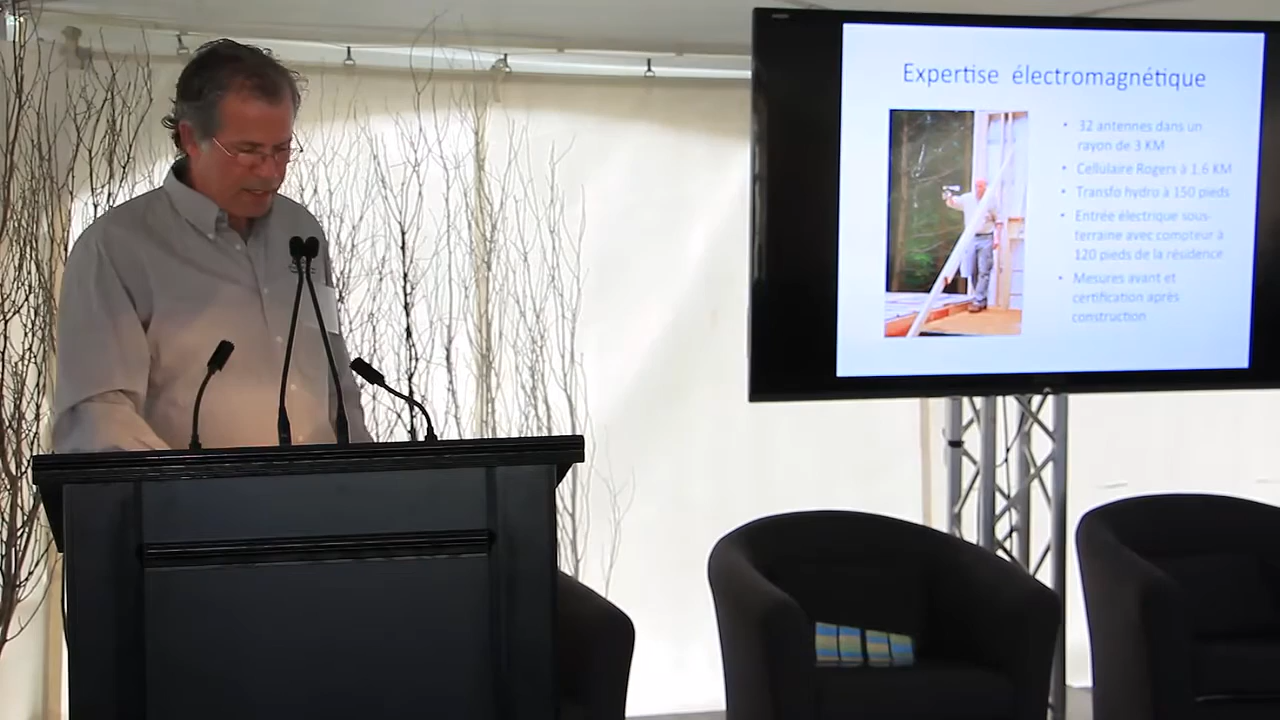 Expertise électromagnétique
• 32 antennes dans un
rayon de 3 KM
• Cellulaire Rogers à 1.6 KM
• Transfo hydro à 150 pieds
• Entrée électrique sous-
terraine avec compteur à
120 pieds de la résidence
• Mesures avant et
certification après
construction